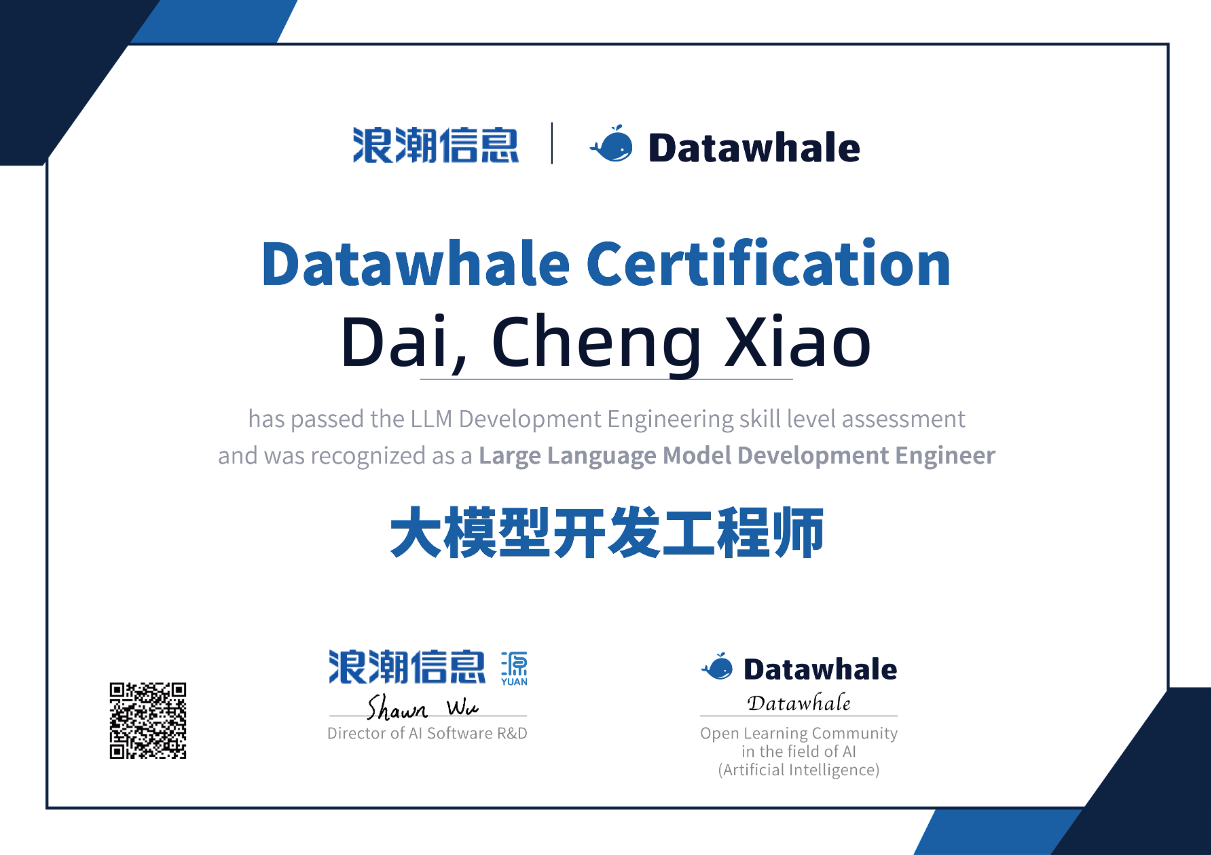 浪潮信息 | Datawhale
Datawhale Certification
Dai, Cheng Xiao
has passed the LLM Development Engineering skill level assessment
and was recognized as a Large Language Model Development Engineer
大模型开发工程师
浪潮信息 源 YUAN
Shawn Wu
Director of AI Software R&D
Datawhale
Datawhale
Open Learning Community
in the field of AI
(Artificial Intelligence)